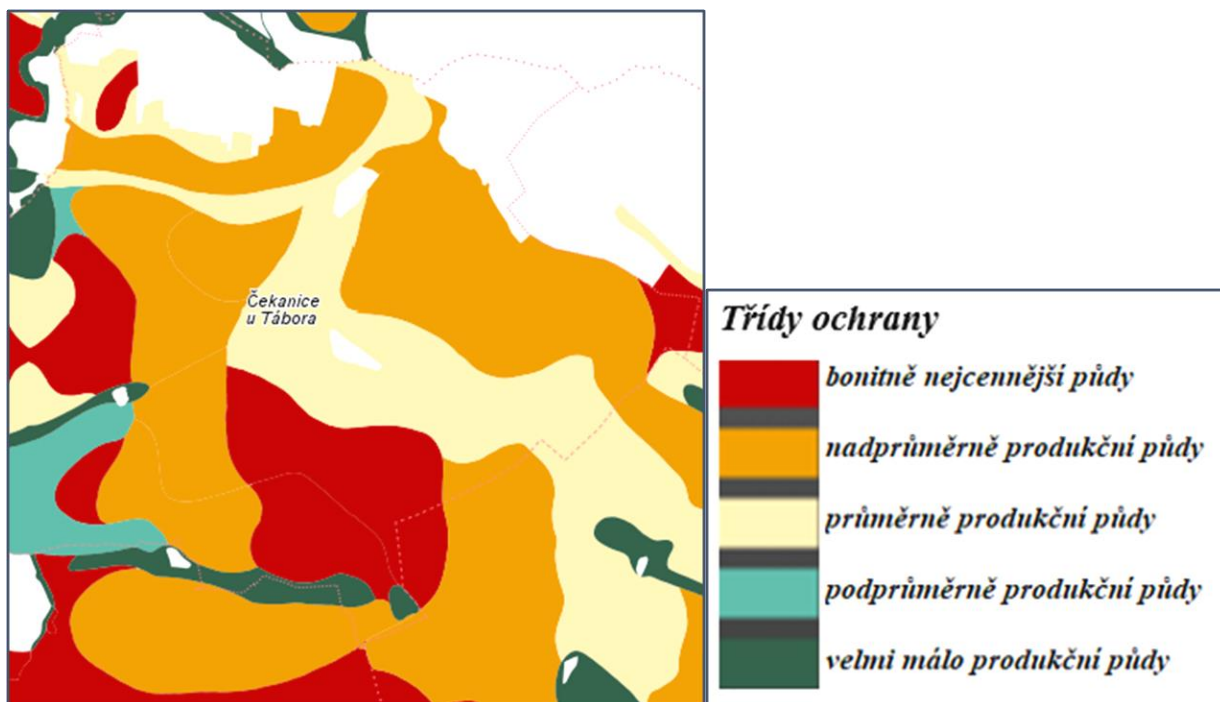 Čekanice
u Tábora
Třídy ochrany
bonitně nejcennější půdy
nadprůměrně produkční půdy
průměrně produkční půdy
podprůměrně produkční půdy
velmi málo produkční půdy